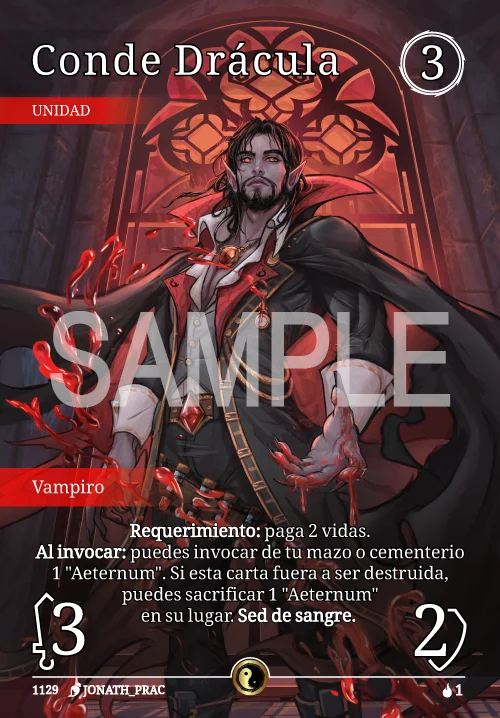 Conde Drácula
3
UNIDAD
SAMPLE
Vampiro
Requerimiento: paga 2 vidas.
Al invocar: puedes invocar de tu mazo o cementerio
1 "Aeternum". Si esta carta fuera a ser destruida,
puedes sacrificar 1 "Aeternum"
en su lugar. Sed de sangre.
3
2
1129 JONATH_PRAC
1